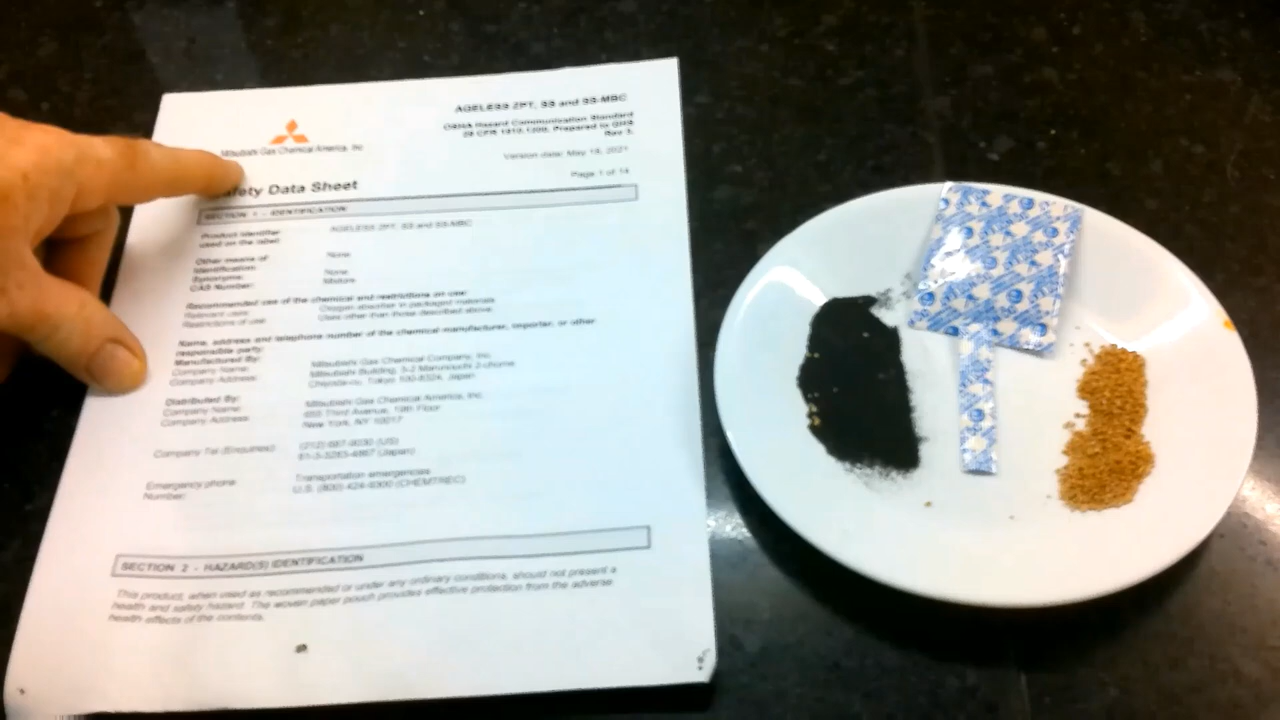 AGELESS ZPT, SS and SS-MBC
OSHA Hazard Communication Standard
29 CFR 1910.1200, Prepared to GHS
Rev 3.
Mitsubishi Gas Chemical America, Inc
Version date: May 19, 2021
Page 1 of 14
afety Data Sheet
SECTION 1 - IDENTIFICATION
Product Identifier AGELESS ZPT, SS and SS-MBC
used on the label:
Other means of None
Identification:
Synonyms: None
CAS Number: Mixture
Recommended use of the chemical and restrictions on use:
Relevant uses: Oxygen absorber in packaged materials
Restrictions of use: Uses other than those described above.
Name, address and telephone number of the chemical manufacturer, importer, or other
responsible party:
Manufactured By:
Company Name: Mitsubishi Gas Chemical Company, Inc.
Company Address: Mitsubishi Building, 5-2 Marunouchi 2-chome
Chiyoda-cu, Tokyo 100-8324, Japan
Distributed By:
Company Name: Mitsubishi Gas Chemical America, Inc.
Company Address: 655 Third Avenue, 19th Floor
New York, NY 10017
Company Tel (Enquiries): (212) (US)
(Japan)
Emergency phone Transportation emergencies
Number: U.S. (800) 424-9300 (CHEMTREC)
SECTION 2 - HAZARD(S) IDENTIFICATION
This product, when used as recommended or under any ordinary conditions, should not present a
health and safety hazard. The woven paper pouch provides effective protection from the adverse
health effects of the contents.